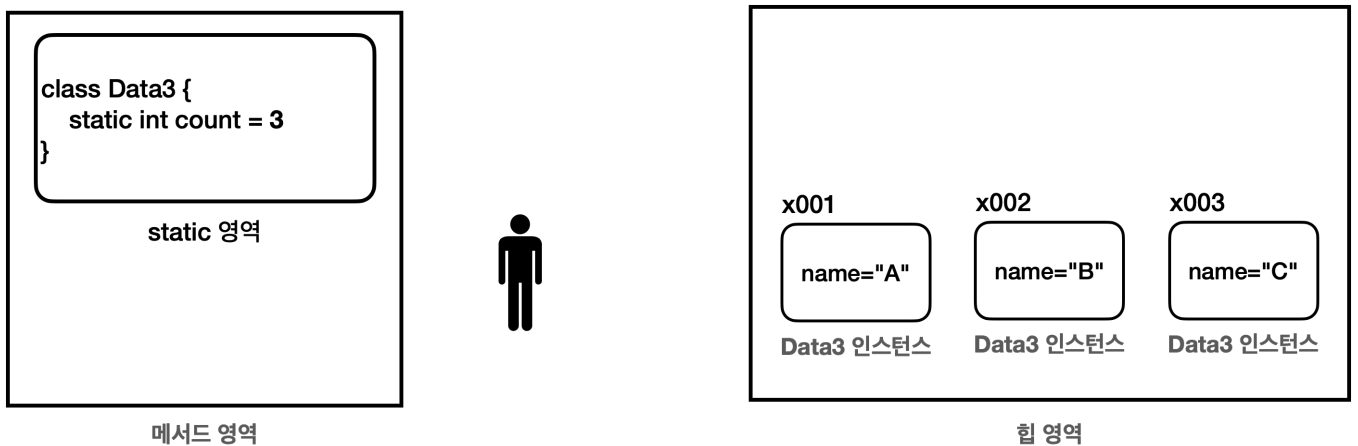 class Data3 {
static int count = 3
}
static 영역
메서드 영역
x001
name="A"
Data3 인스턴스
x002
name="B"
Data3 인스턴스
x003
name="C"
Data3 인스턴스
힙 영역